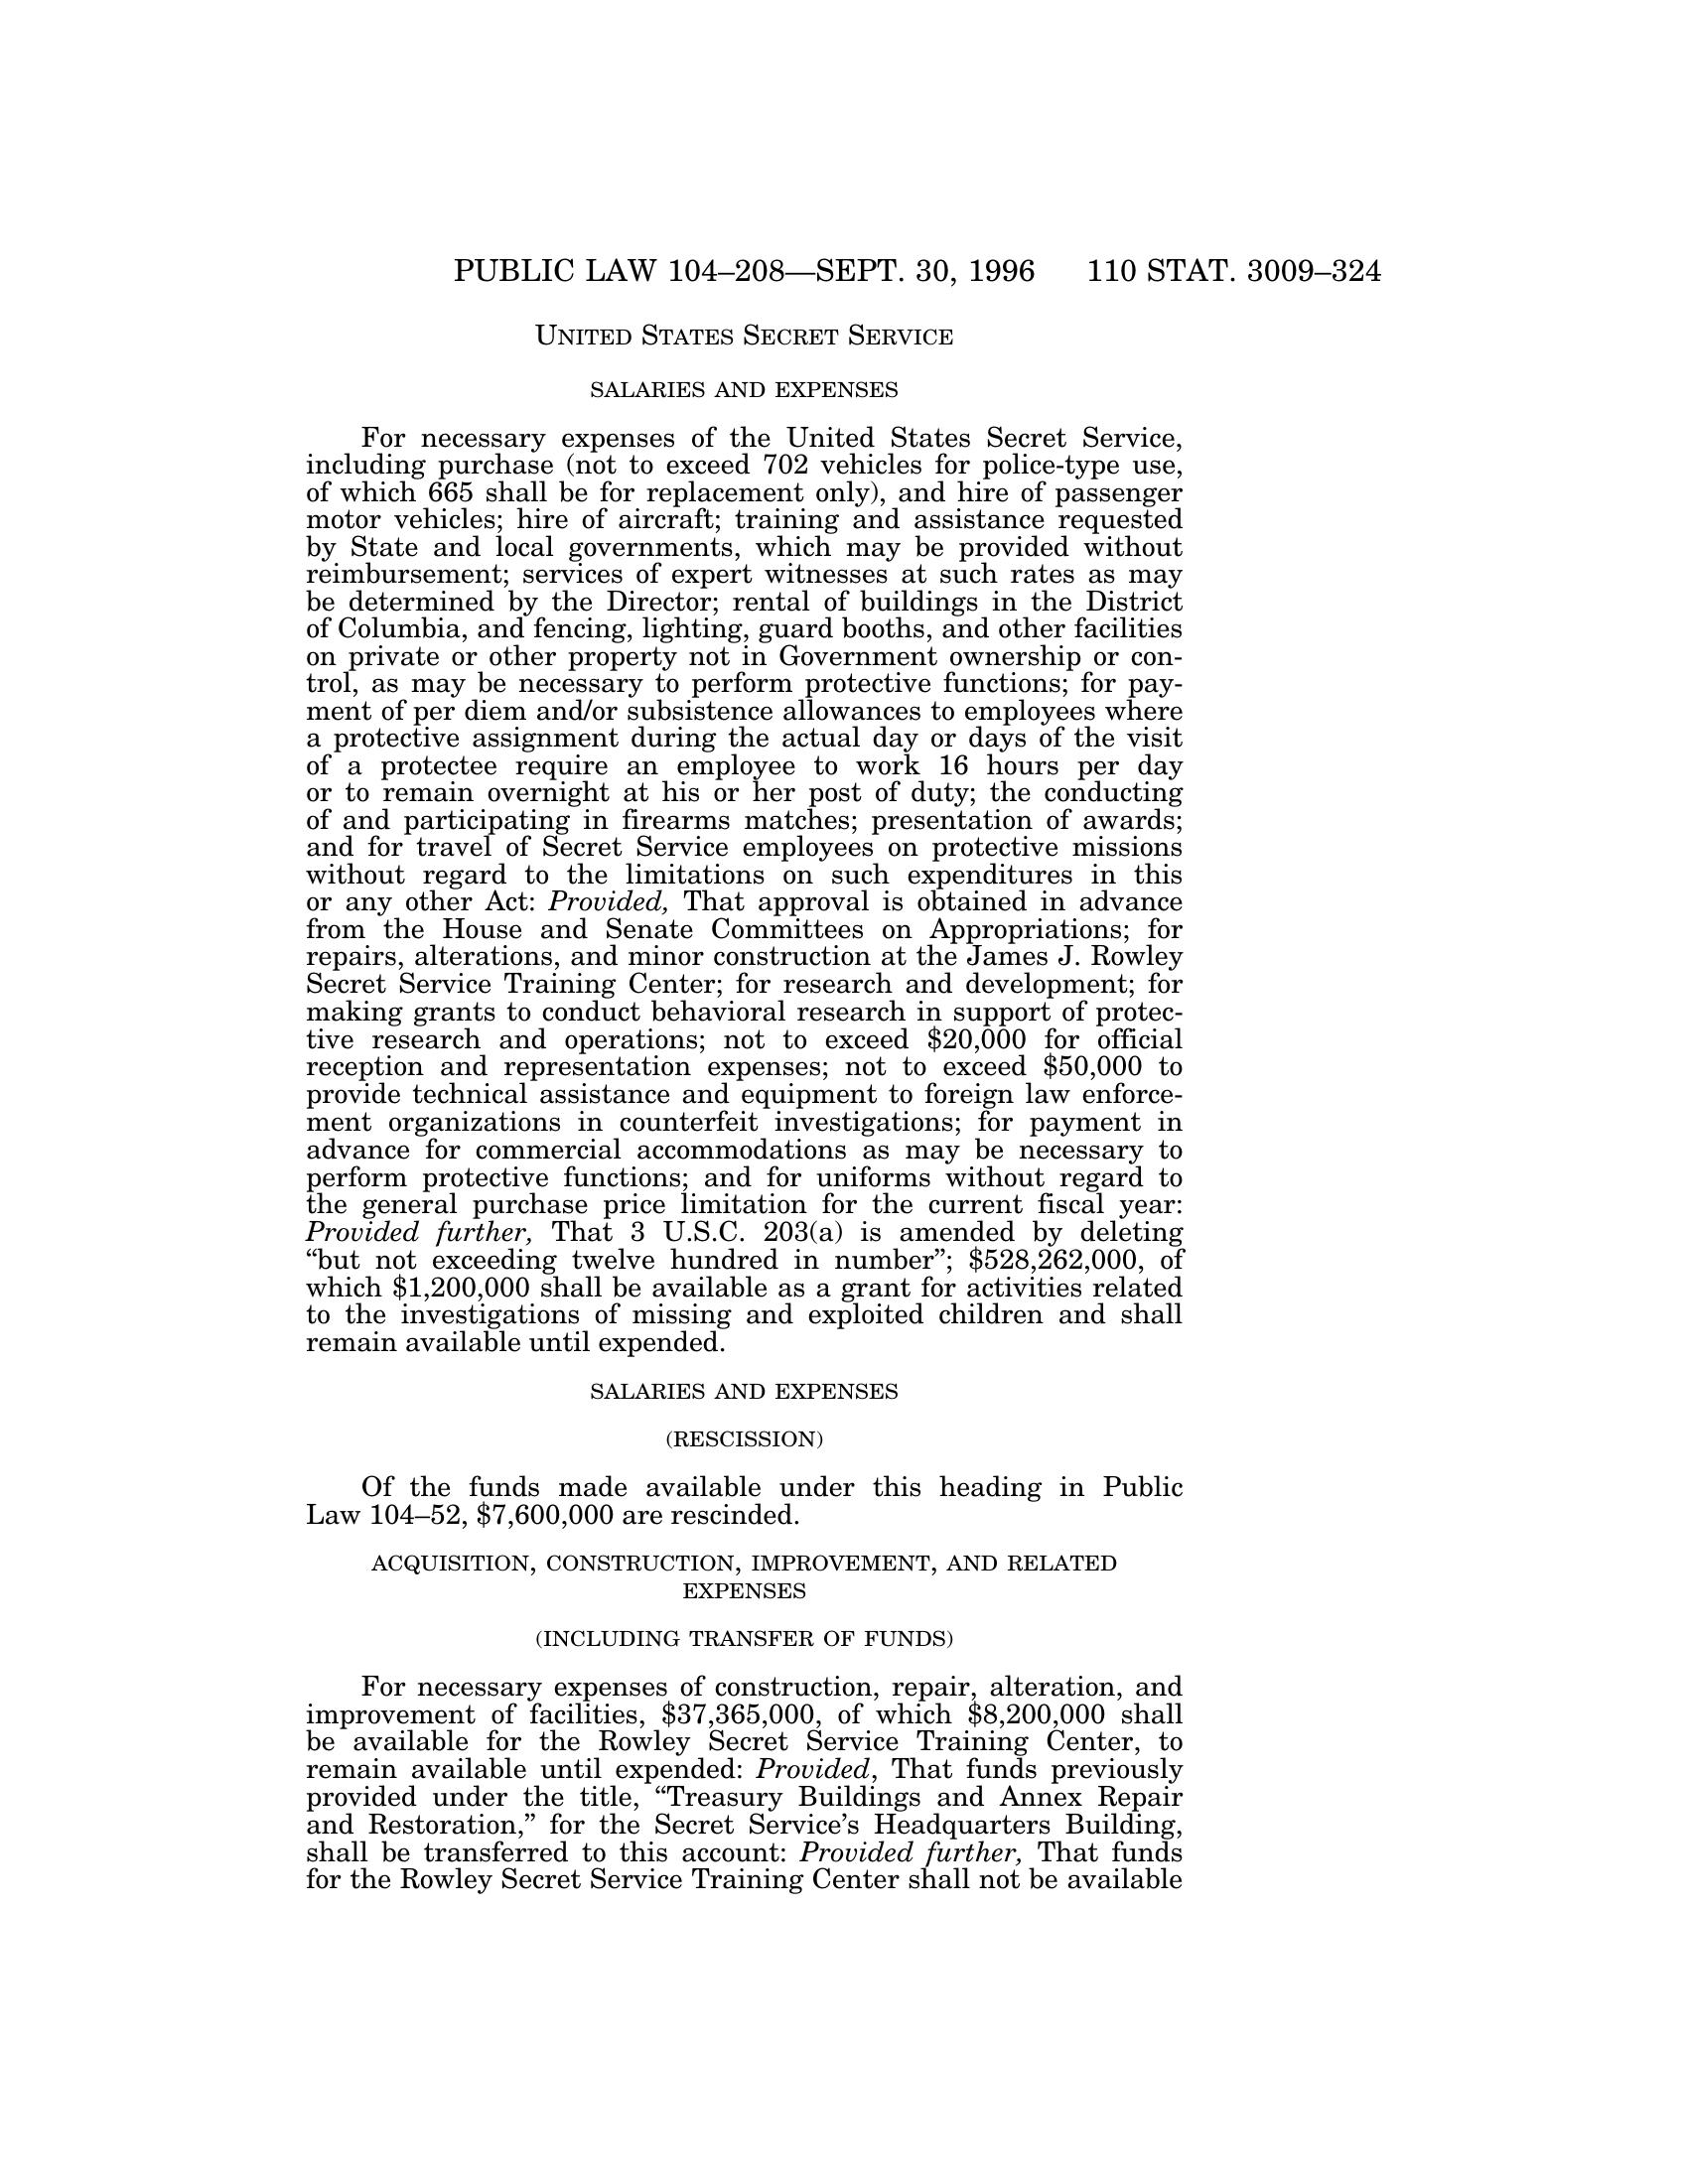 PUBLIC LAW 104–208—SEPT. 30, 1996 110 STAT. 3009–324
UNITED STATES SECRET SERVICE
SALARIES AND EXPENSES
For necessary expenses of the United States Secret Service,
including purchase (not to exceed 702 vehicles for police-type use,
of which 665 shall be for replacement only), and hire of passenger
motor vehicles; hire of aircraft; training and assistance requested
by State and local governments, which may be provided without
reimbursement; services of expert witnesses at such rates as may
be determined by the Director; rental of buildings in the District
of Columbia, and fencing, lighting, guard booths, and other facilities
on private or other property not in Government ownership or con-
trol, as may be necessary to perform protective functions; for pay-
ment of per diem and/or subsistence allowances to employees where
a protective assignment during the actual day or days of the visit
of a protectee require an employee to work 16 hours per day
or to remain overnight at his or her post of duty; the conducting
of and participating in firearms matches; presentation of awards;
and for travel of Secret Service employees on protective missions
without regard to the limitations on such expenditures in this
or any other Act: Provided, That approval is obtained in advance
from the House and Senate Committees on Appropriations; for
repairs, alterations, and minor construction at the James J. Rowley
Secret Service Training Center; for research and development; for
making grants to conduct behavioral research in support of protec-
tive research and operations; not to exceed $20,000 for official
reception and representation expenses; not to exceed $50,000 to
provide technical assistance and equipment to foreign law enforce-
ment organizations in counterfeit investigations; for payment in
advance for commercial accommodations as may be necessary to
perform protective functions; and for uniforms without regard to
the general purchase price limitation for the current fiscal year:
Provided further, That 3 U.S.C. 203(a) is amended by deleting
“but not exceeding twelve hundred in number”; $528,262,000, of
which $1,200,000 shall be available as a grant for activities related
to the investigations of missing and exploited children and shall
remain available until expended.
SALARIES AND EXPENSES
(RESCISSION)
Of the funds made available under this heading in Public
Law 104–52, $7,600,000 are rescinded.
ACQUISITION, CONSTRUCTION, IMPROVEMENT, AND RELATED
EXPENSES
(INCLUDING TRANSFER OF FUNDS)
For necessary expenses of construction, repair, alteration, and
improvement of facilities, $37,365,000, of which $8,200,000 shall
be available for the Rowley Secret Service Training Center, to
remain available until expended: Provided, That funds previously
provided under the title, “Treasury Buildings and Annex Repair
and Restoration,” for the Secret Service’s Headquarters Building,
shall be transferred to this account: Provided further, That funds
for the Rowley Secret Service Training Center shall not be available